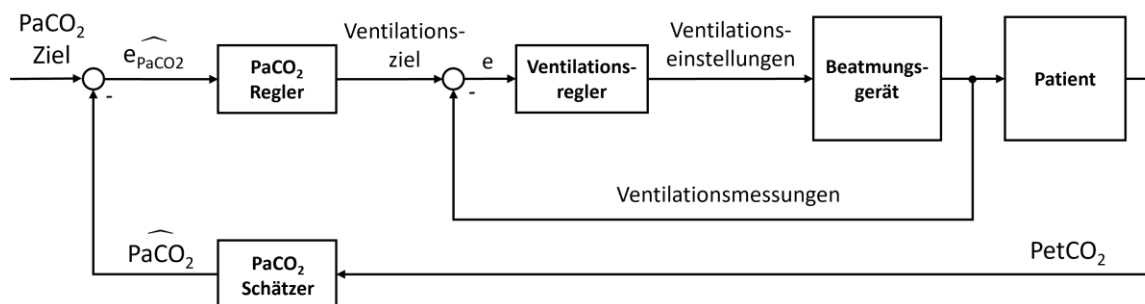 PaCO₂
Ziel
e_PaCO2
PaCO₂
Regler
Ventilations-
ziel
e
Ventilations-
regler
Ventilations-
einstellungen
Beatmungs-
gerät
Patient
-
-
Ventilationsmessungen
PaCO₂
PaCO₂
Schätzer
PetCO₂